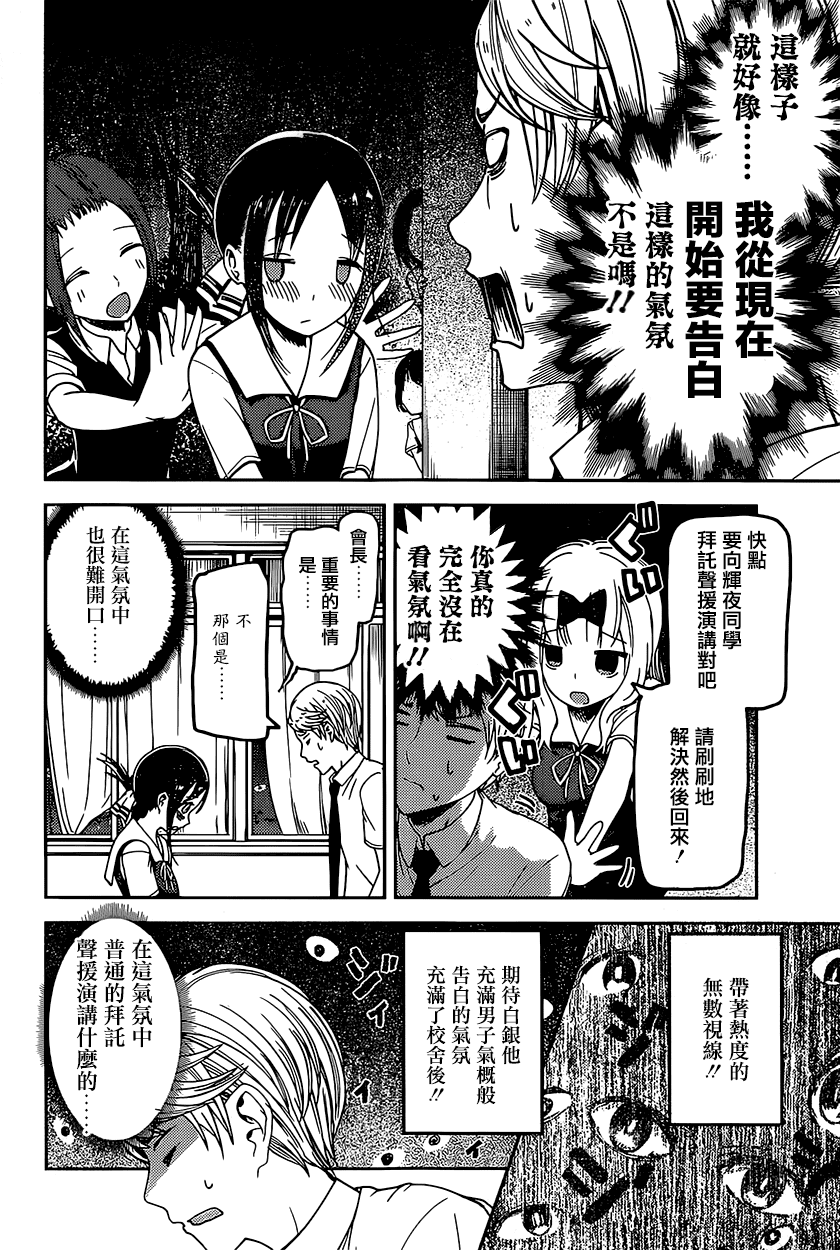 這樣子
就好像……
我從現在
開始要告白
這樣的氣氛
不是嗎!!
快點
要向輝夜同學
拜託聲援演講對吧
請刷刷地
解決然後回來!
你真的
完全沒在
看氣氛啊!!
會長……
重要的事情
是……
不
那個是……
在這氣氛中
也很難開口……
帶著熱度的
無數視線!!
期待白銀他
充滿男子氣概般
告白的氣氛
充滿了校舍後!!
在這氣氛中
普通的拜託
聲援演講什麼的……